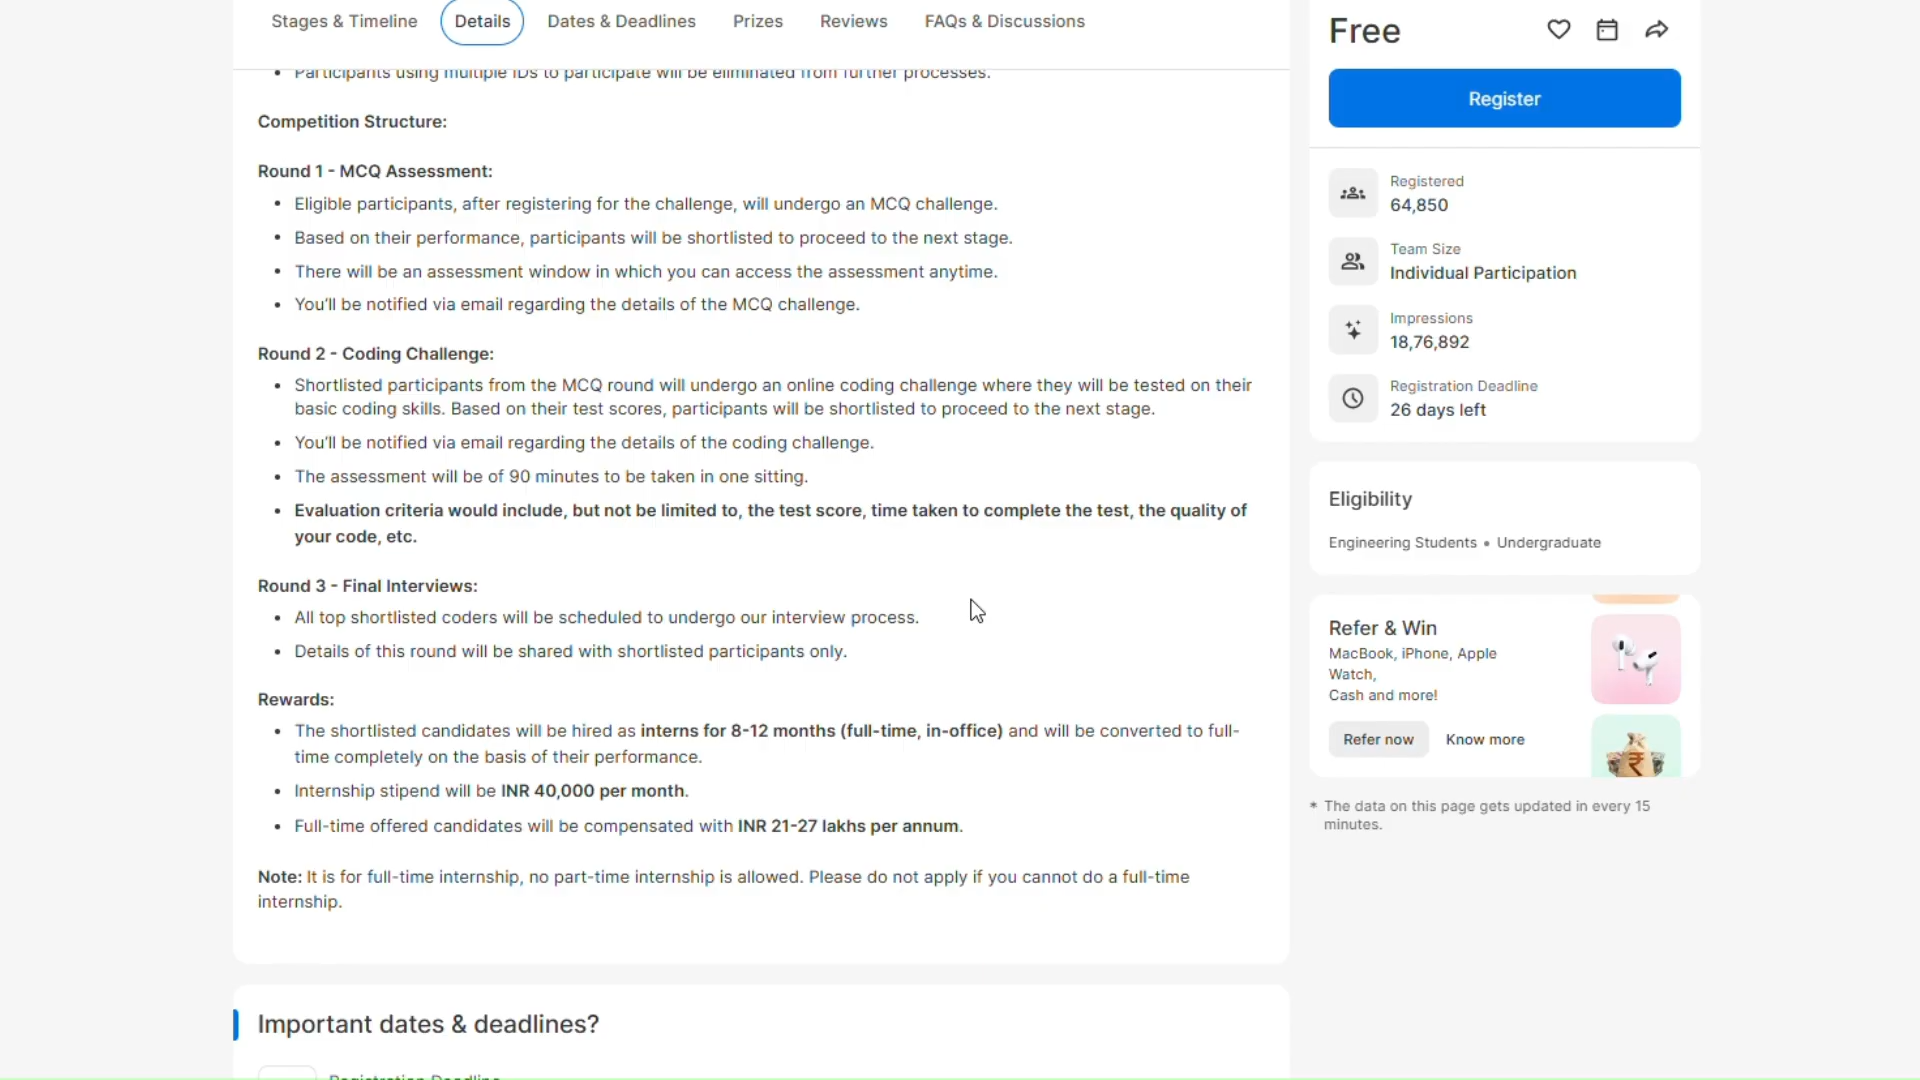 Stages & Timeline
Details
Dates & Deadlines
Prizes
Reviews
FAQs & Discussions
• Participants using multiple IDs to participate will be eliminated from further processes.
Competition Structure:
Round 1 - MCQ Assessment:
• Eligible participants, after registering for the challenge, will undergo an MCQ challenge.
• Based on their performance, participants will be shortlisted to proceed to the next stage.
• There will be an assessment window in which you can access the assessment anytime.
• You'll be notified via email regarding the details of the MCQ challenge.
Round 2 - Coding Challenge:
• Shortlisted participants from the MCQ round will undergo an online coding challenge where they will be tested on their
basic coding skills. Based on their test scores, participants will be shortlisted to proceed to the next stage.
• You'll be notified via email regarding the details of the coding challenge.
• The assessment will be of 90 minutes to be taken in one sitting.
• Evaluation criteria would include, but not be limited to, the test score, time taken to complete the test, the quality of
your code, etc.
Round 3 - Final Interviews:
• All top shortlisted coders will be scheduled to undergo our interview process.
• Details of this round will be shared with shortlisted participants only.
Rewards:
• The shortlisted candidates will be hired as interns for 8-12 months (full-time, in-office) and will be converted to full-
time completely on the basis of their performance.
• Internship stipend will be INR 40,000 per month.
• Full-time offered candidates will be compensated with INR 21-27 lakhs per annum.
Note: It is for full-time internship, no part-time internship is allowed. Please do not apply if you cannot do a full-time
internship.
Important dates & deadlines?
Registration Deadline
Free
Register
Registered
64,850
Team Size
Individual Participation
Impressions
18,76,892
Registration Deadline
26 days left
Eligibility
Engineering Students • Undergraduate
Refer & Win
MacBook, iPhone, Apple
Watch,
Cash and more!
Refer now
Know more
₹
* The data on this page gets updated in every 15
minutes.